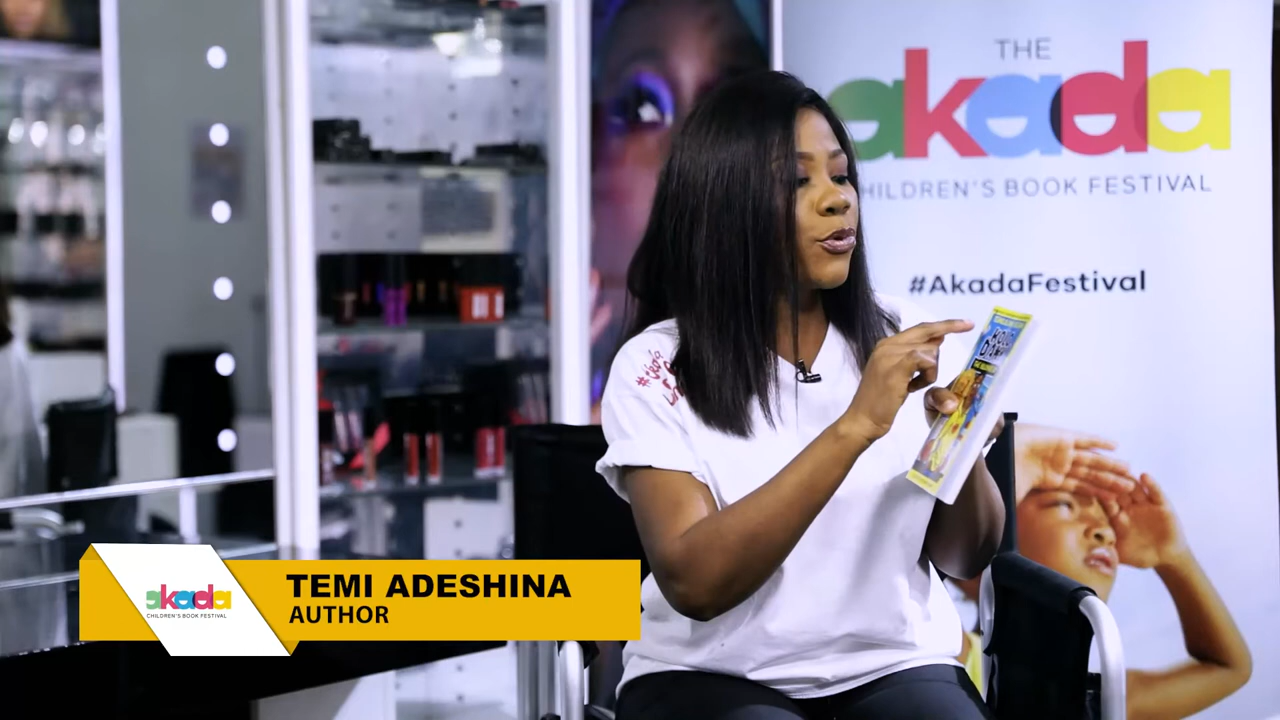 THE
akada
CHILDREN'S BOOK FESTIVAL
#AkadaFestival
akada
CHILDREN'S BOOK FESTIVAL
TEMI ADESHINA
AUTHOR